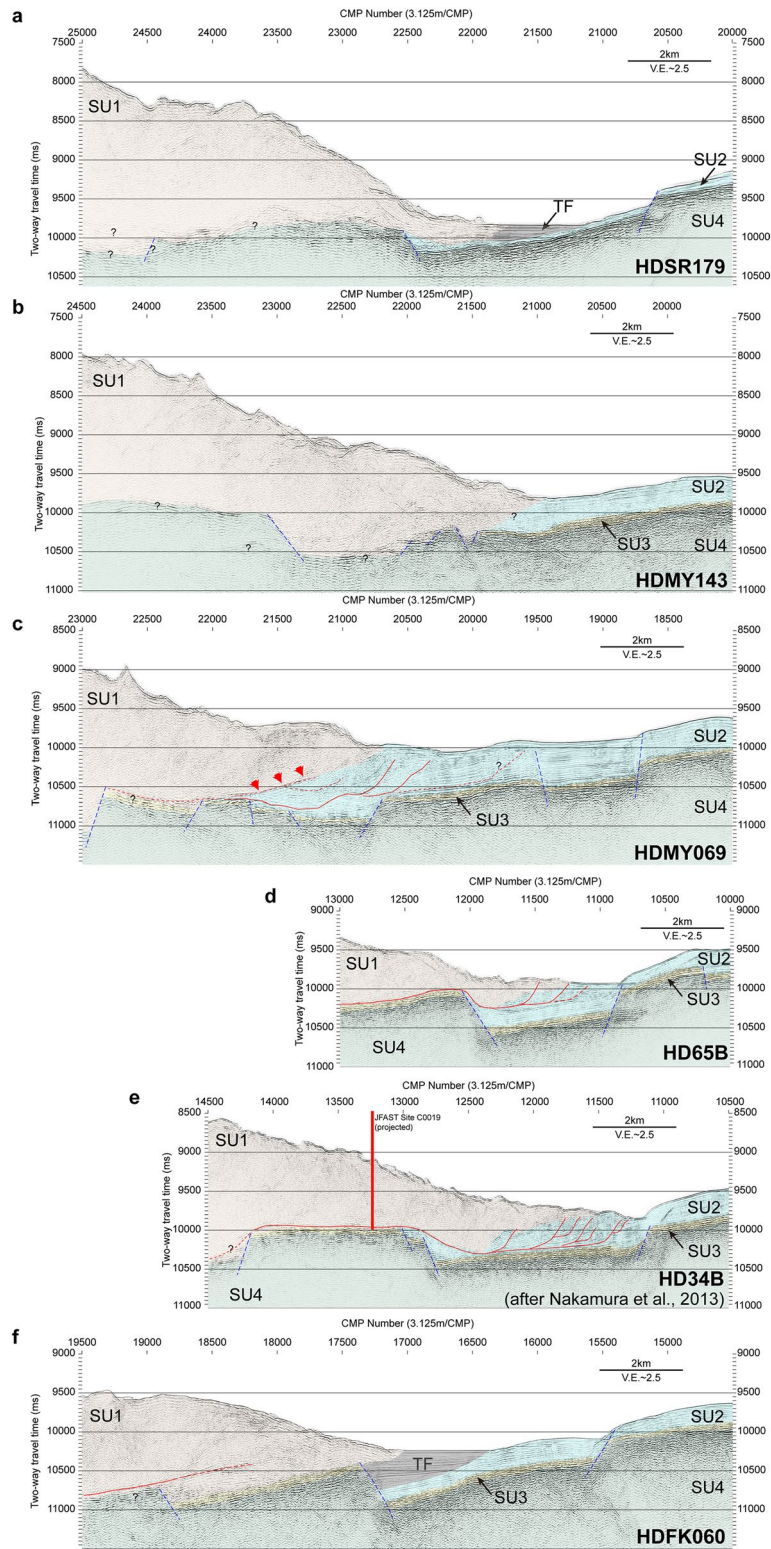 a
CMP Number (3.125m/CMP)
25000 24500 24000 23500 23000 22500 22000 21500 21000 20500 20000
7500 7500
8000 8000
8500 8500
9000 9000
9500 9500
10000 10000
10500 10500
Two-way travel time (ms)
2km
V.E.~2.5
SU1
SU2
TF
SU4
? ? ?
HDSR179
b
CMP Number (3.125m/CMP)
24500 24000 23500 23000 22500 22000 21500 21000 20500 20000
7500 7500
8000 8000
8500 8500
9000 9000
9500 9500
10000 10000
10500 10500
11000 11000
Two-way travel time (ms)
2km
V.E.~2.5
SU1
SU2
SU3
SU4
? ? ? ?
HDMY143
c
CMP Number (3.125m/CMP)
23000 22500 22000 21500 21000 20500 20000 19500 19000 18500
8500 8500
9000 9000
9500 9500
10000 10000
10500 10500
11000 11000
Two-way travel time (ms)
2km
V.E.~2.5
SU1
SU2
SU3
SU4
? ?
HDMY069
d
CMP Number (3.125m/CMP)
13000 12500 12000 11500 11000 10500 10000
9000 9000
9500 9500
10000 10000
10500 10500
11000 11000
Two-way travel time (ms)
2km
V.E.~2.5
SU1
SU2
SU3
SU4
HD65B
e
CMP Number (3.125m/CMP)
14500 14000 13500 13000 12500 12000 11500 11000 10500
8500 8500
9000 9000
9500 9500
10000 10000
10500 10500
11000 11000
Two-way travel time (ms)
JFAST Site C0019
(projected)
2km
V.E.~2.5
SU1
SU2
SU3
SU4
?
HD34B
(after Nakamura et al., 2013)
f
CMP Number (3.125m/CMP)
19500 19000 18500 18000 17500 17000 16500 16000 15500 15000
9000 9000
9500 9500
10000 10000
10500 10500
11000 11000
Two-way travel time (ms)
2km
V.E.~2.5
SU1
SU2
TF
SU3
SU4
?
HDFK060